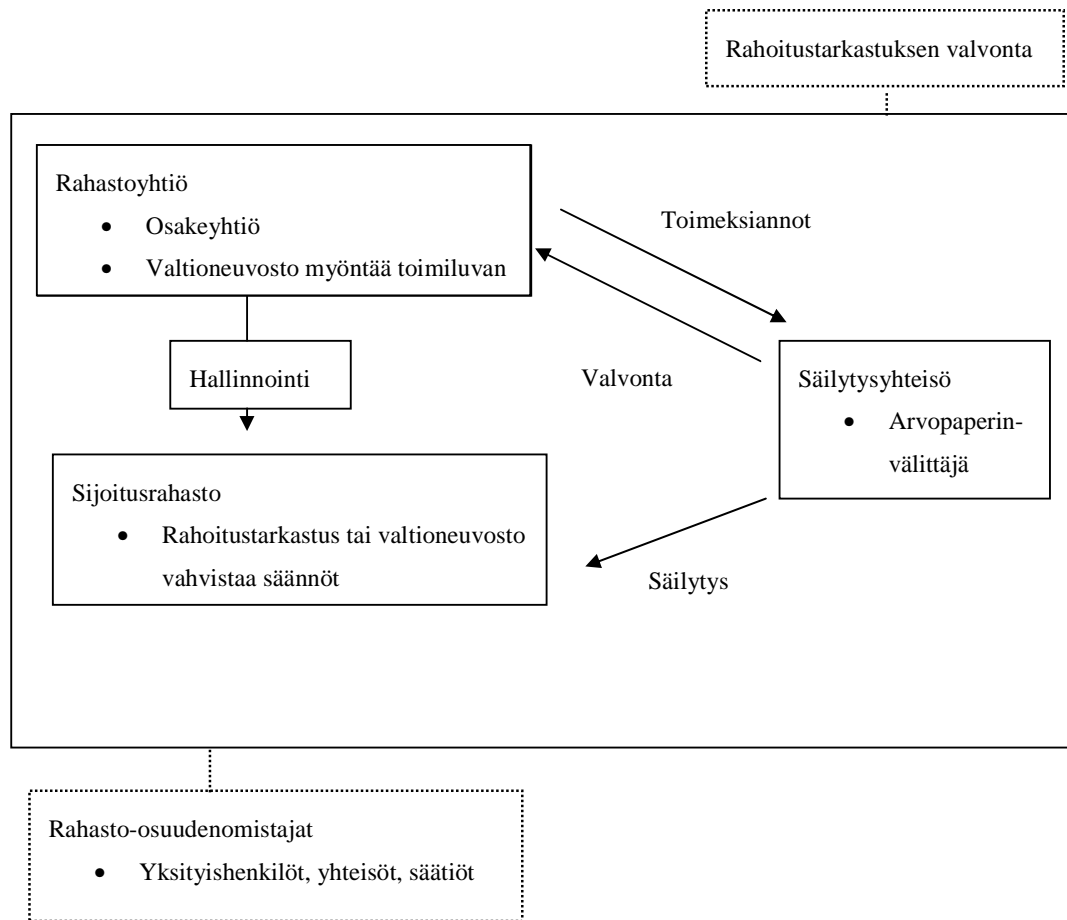 Rahoitustarkastuksen valvonta
Rahastoyhtiö
• Osakeyhtiö
• Valtioneuvosto myöntää toimiluvan
Toimeksiannot
Hallinnointi
Valvonta
Säilytysyhteisö
• Arvopaperin-
välittäjä
Sijoitusrahasto
• Rahoitustarkastus tai valtioneuvosto
vahvistaa säännöt
Säilytys
Rahasto-osuudenomistajat
• Yksityishenkilöt, yhteisöt, säätiöt